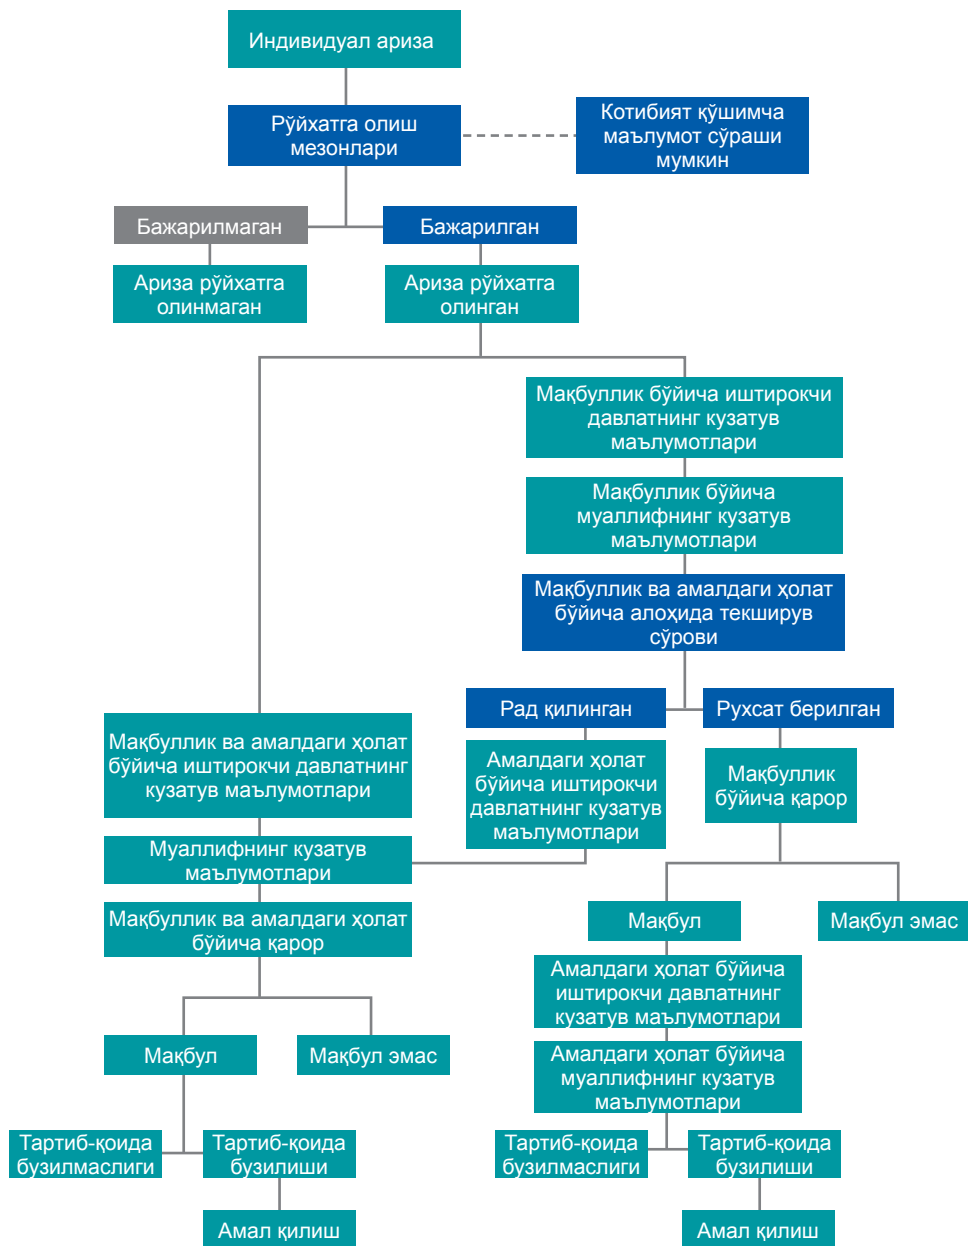 Индивидуал ариза
Рўйхатга олиш
мезонлари
Котибият қўшимча
маълумот сўраши
мумкин
Бажарилмаган
Бажарилган
Ариза рўйхатга
олинмаган
Ариза рўйхатга
олинган
Мақбуллик бўйича иштирокчи
давлатнинг кузатув
маълумотлари
Мақбуллик бўйича
муаллифнинг кузатув
маълумотлари
Мақбуллик ва амалдаги ҳолат
бўйича алоҳида текширув
сўрови
Рад қилинган
Рухсат берилган
Мақбуллик ва амалдаги ҳолат
бўйича иштирокчи давлатнинг
кузатув маълумотлари
Амалдаги ҳолат
бўйича иштирокчи
давлатнинг кузатув
маълумотлари
Мақбуллик
бўйича қарор
Муаллифнинг кузатув
маълумотлари
Мақбуллик ва амалдаги ҳолат
бўйича қарор
Мақбул
Мақбул эмас
Амалдаги ҳолат бўйича
иштирокчи давлатнинг
кузатув маълумотлари
Мақбул
Мақбул эмас
Амалдаги ҳолат бўйича
муаллифнинг кузатув
маълумотлари
Тартиб-қоида
бузилмаслиги
Тартиб-қоида
бузилиши
Тартиб-қоида
бузилмаслиги
Тартиб-қоида
бузилиши
Амал қилиш
Амал қилиш